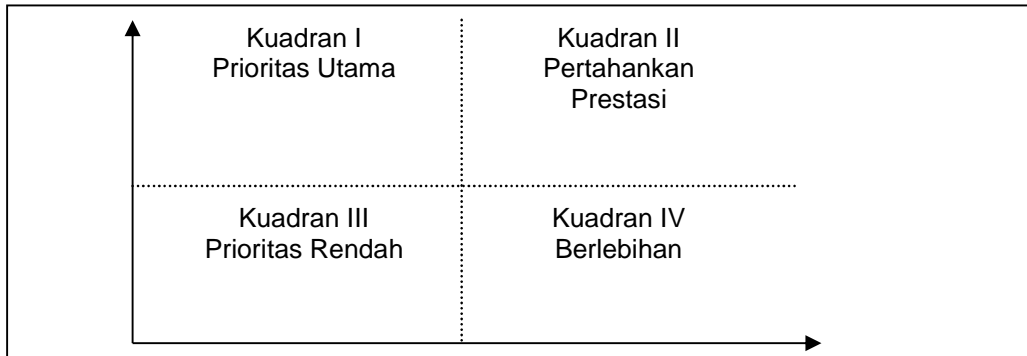 Kuadran I
Prioritas Utama
Kuadran II
Pertahankan
Prestasi
Kuadran III
Prioritas Rendah
Kuadran IV
Berlebihan